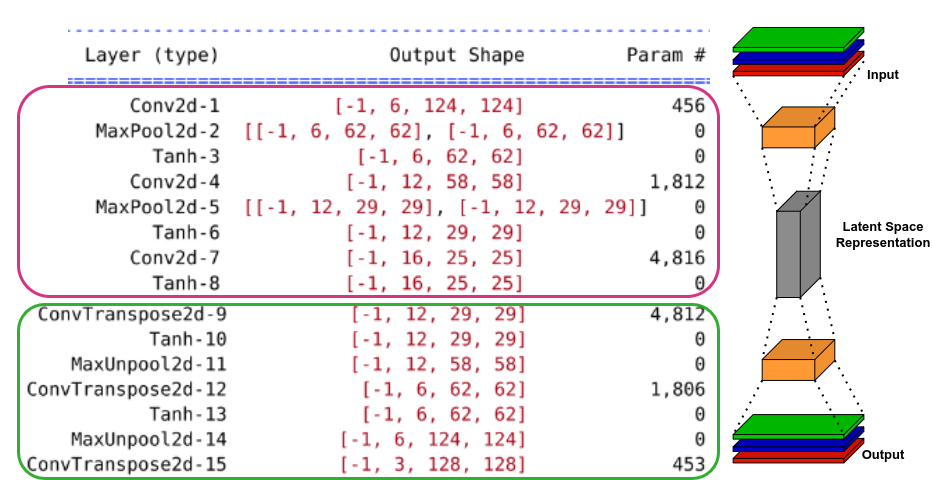 Layer (type) Output Shape Param #
Conv2d-1 [-1, 6, 124, 124] 456
MaxPool2d-2 [[-1, 6, 62, 62], [-1, 6, 62, 62]] 0
Tanh-3 [-1, 6, 62, 62] 0
Conv2d-4 [-1, 12, 58, 58] 1,812
MaxPool2d-5 [[-1, 12, 29, 29], [-1, 12, 29, 29]] 0
Tanh-6 [-1, 12, 29, 29] 0
Conv2d-7 [-1, 16, 25, 25] 4,816
Tanh-8 [-1, 16, 25, 25] 0
ConvTranspose2d-9 [-1, 12, 29, 29] 4,812
Tanh-10 [-1, 12, 29, 29] 0
MaxUnpool2d-11 [-1, 12, 58, 58] 0
ConvTranspose2d-12 [-1, 6, 62, 62] 1,806
Tanh-13 [-1, 6, 62, 62] 0
MaxUnpool2d-14 [-1, 6, 124, 124] 0
ConvTranspose2d-15 [-1, 3, 128, 128] 453
Input
Latent Space
Representation
Output